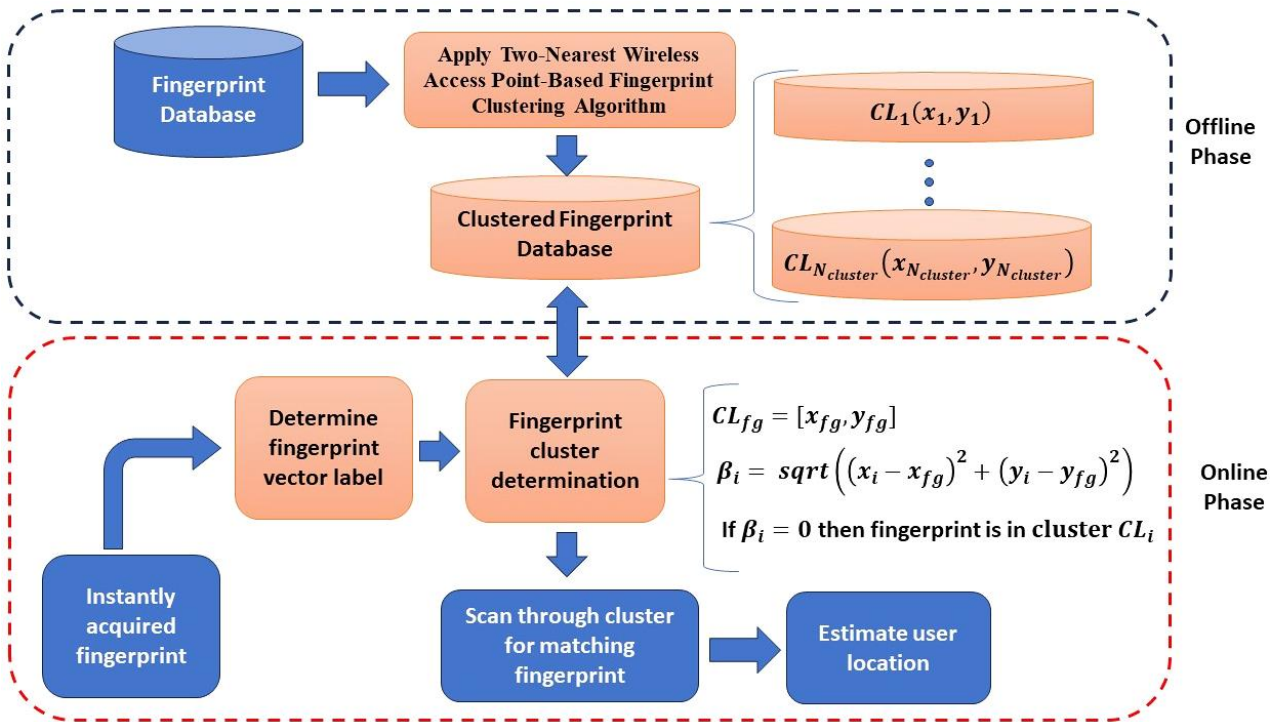 Fingerprint
Database
Apply Two-Nearest Wireless
Access Point-Based Fingerprint
Clustering Algorithm
Clustered Fingerprint
Database
CL₁(x₁, y₁)
CL_{N_{cluster}}(x_{N_{cluster}}, y_{N_{cluster}})
Offline
Phase
Instantly
acquired
fingerprint
Determine
fingerprint
vector label
Fingerprint
cluster
determination
CL_{fg} = [x_{fg}, y_{fg}]
β_i = sqrt((x_i − x_{fg})² + (y_i − y_{fg})²)
If β_i = 0 then fingerprint is in cluster CL_i
Scan through cluster
for matching
fingerprint
Estimate user
location
Online
Phase